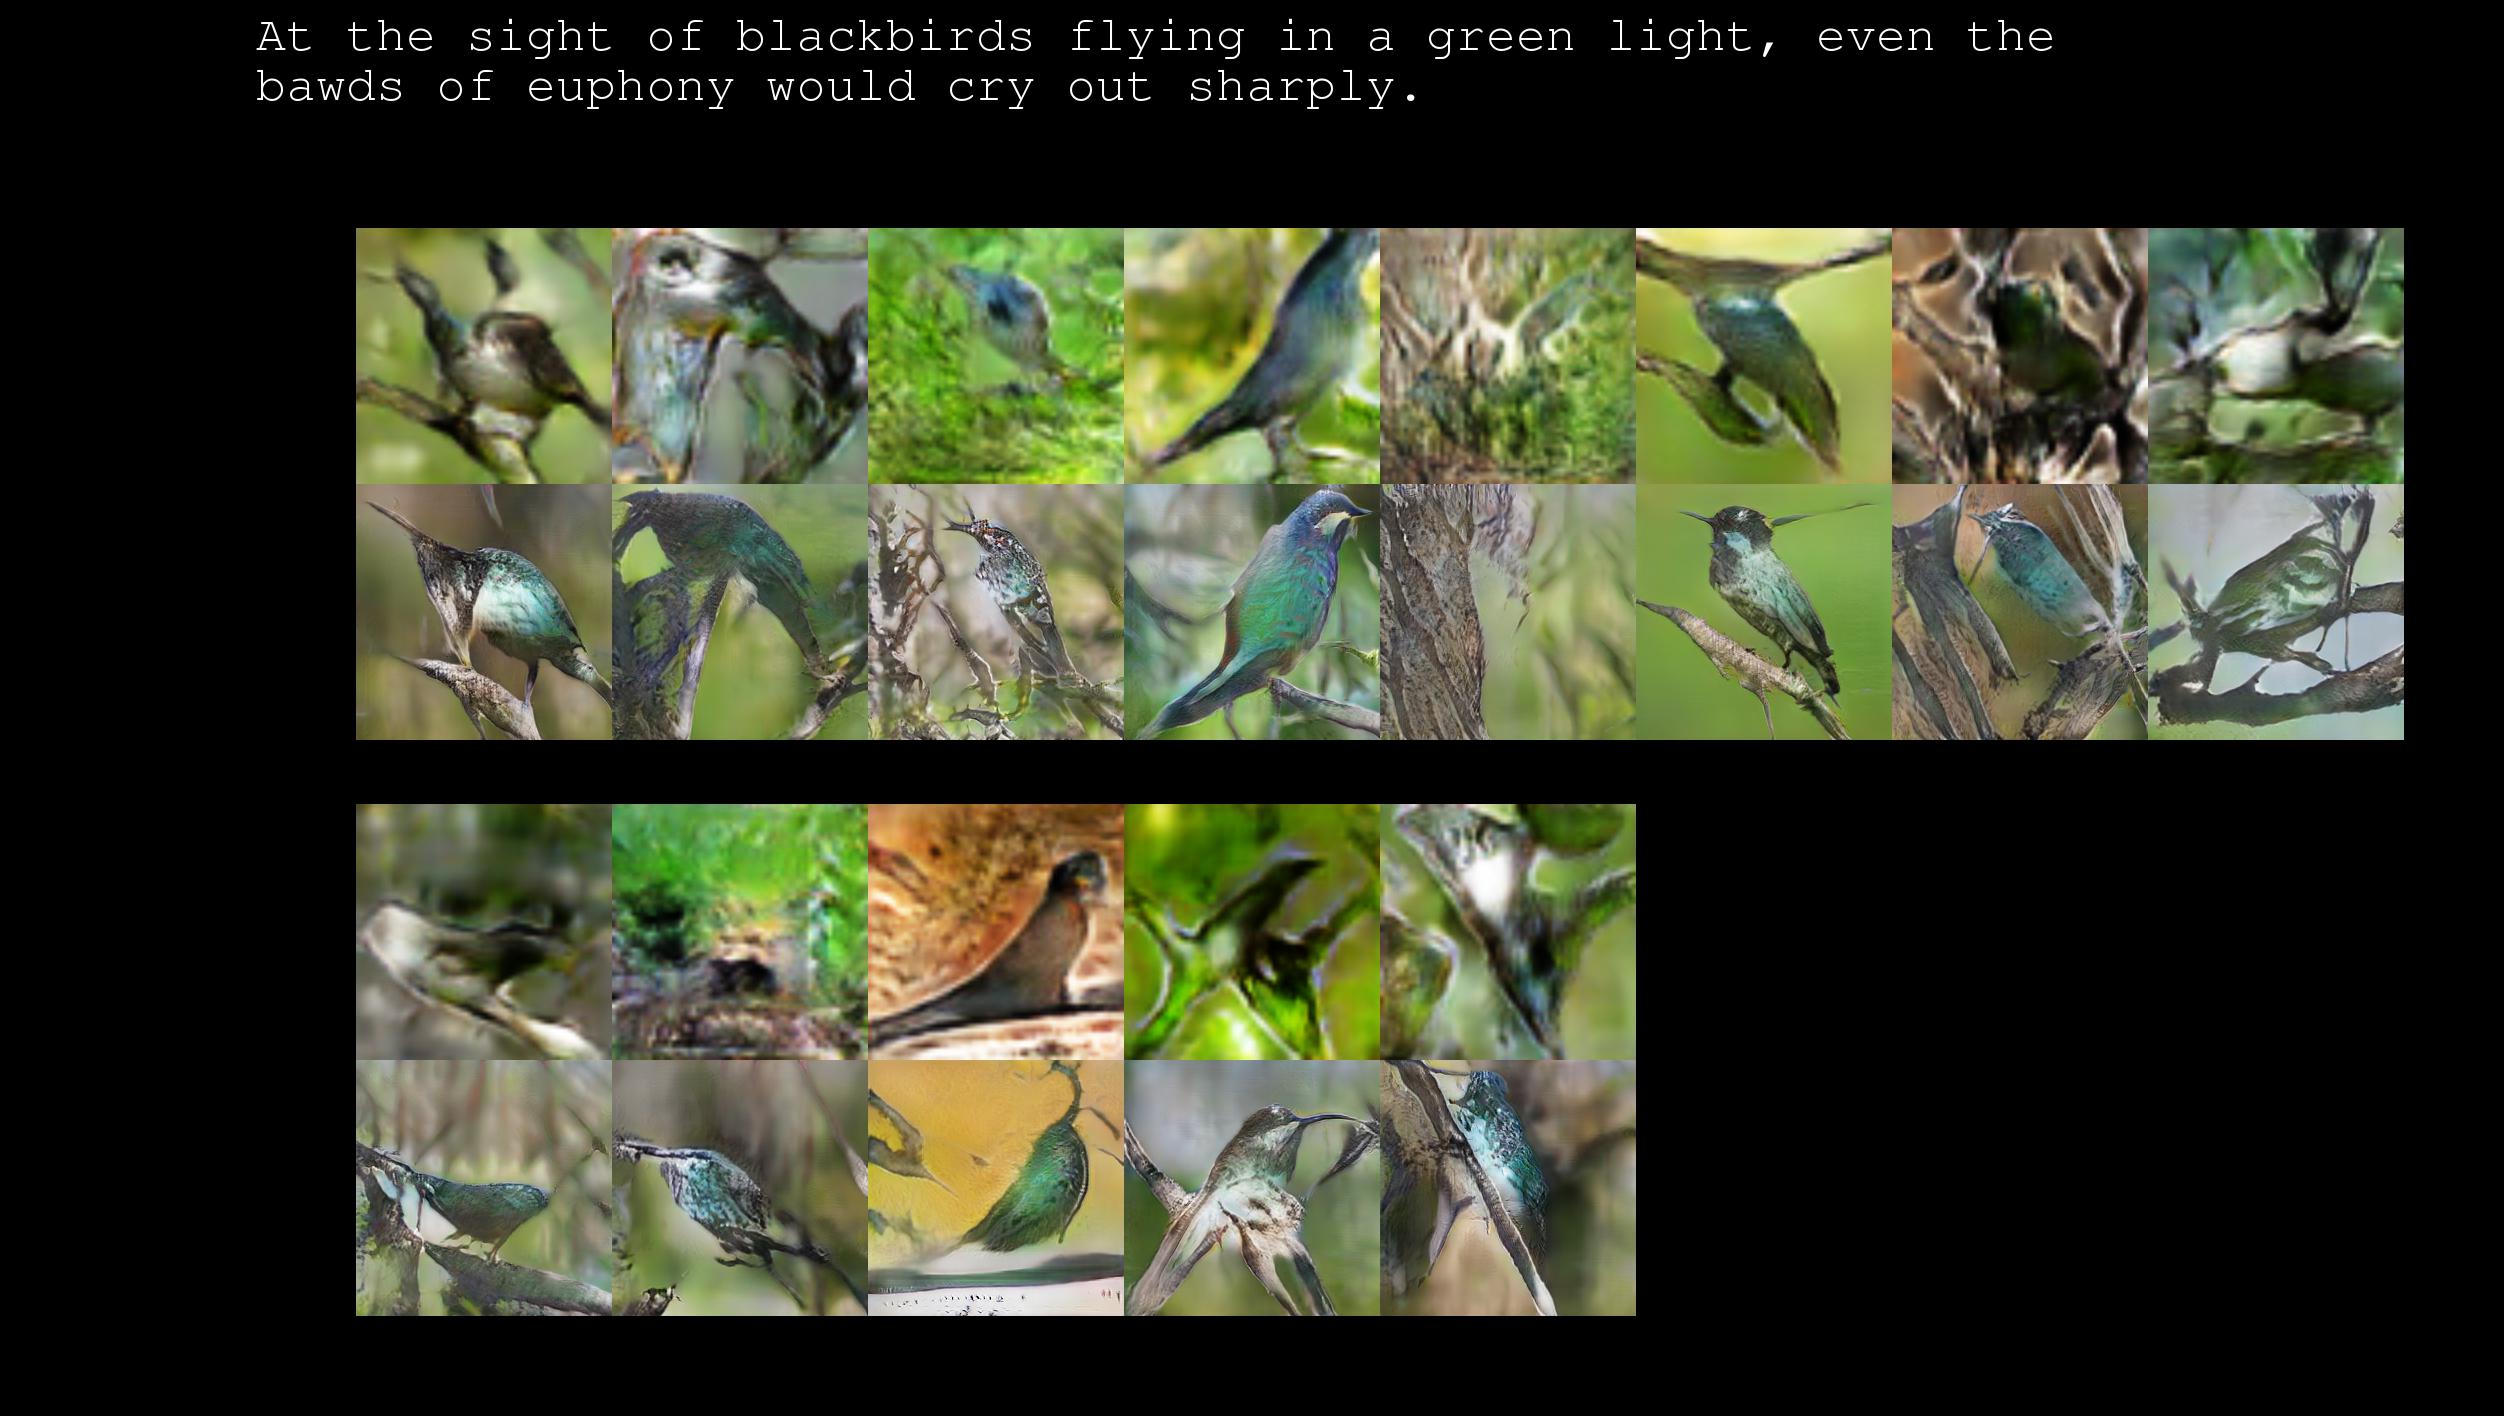 At the sight of blackbirds flying in a green light, even the
bawds of euphony would cry out sharply.